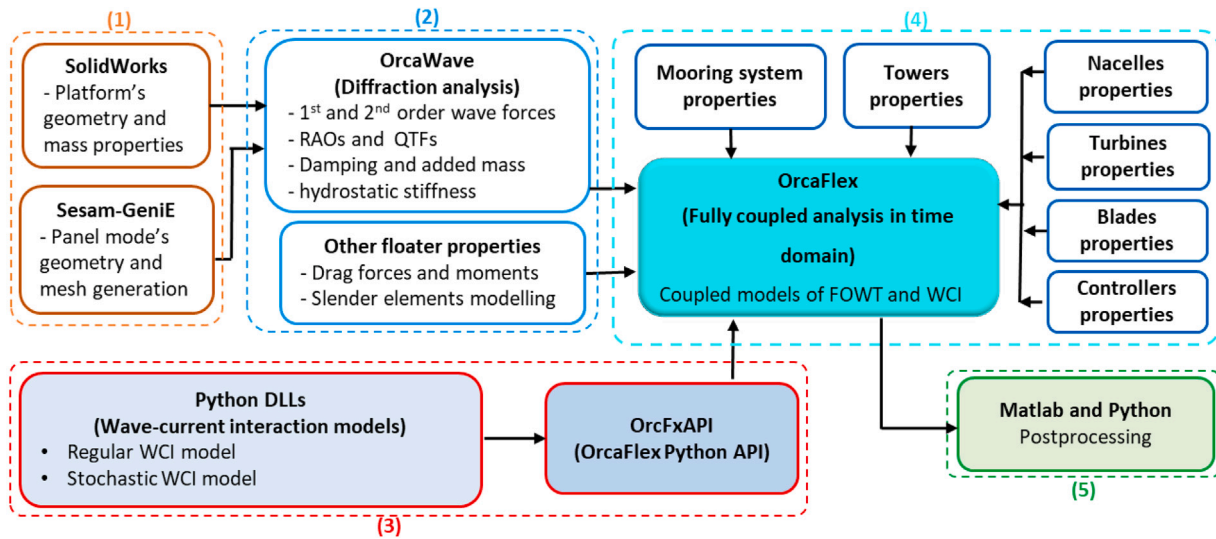 (1)
SolidWorks
- Platform's
geometry and
mass properties
Sesam-GeniE
- Panel mode's
geometry and
mesh generation
(2)
OrcaWave
(Diffraction analysis)
- 1st and 2nd order wave forces
- RAOs and QTFs
- Damping and added mass
- hydrostatic stiffness
Other floater properties
- Drag forces and moments
- Slender elements modelling
(4)
Mooring system
properties
Towers
properties
Nacelles
properties
Turbines
properties
Blades
properties
Controllers
properties
OrcaFlex
(Fully coupled analysis in time
domain)
Coupled models of FOWT and WCI
Python DLLs
(Wave-current interaction models)
• Regular WCI model
• Stochastic WCI model
OrcFxAPI
(OrcaFlex Python API)
(3)
Matlab and Python
Postprocessing
(5)